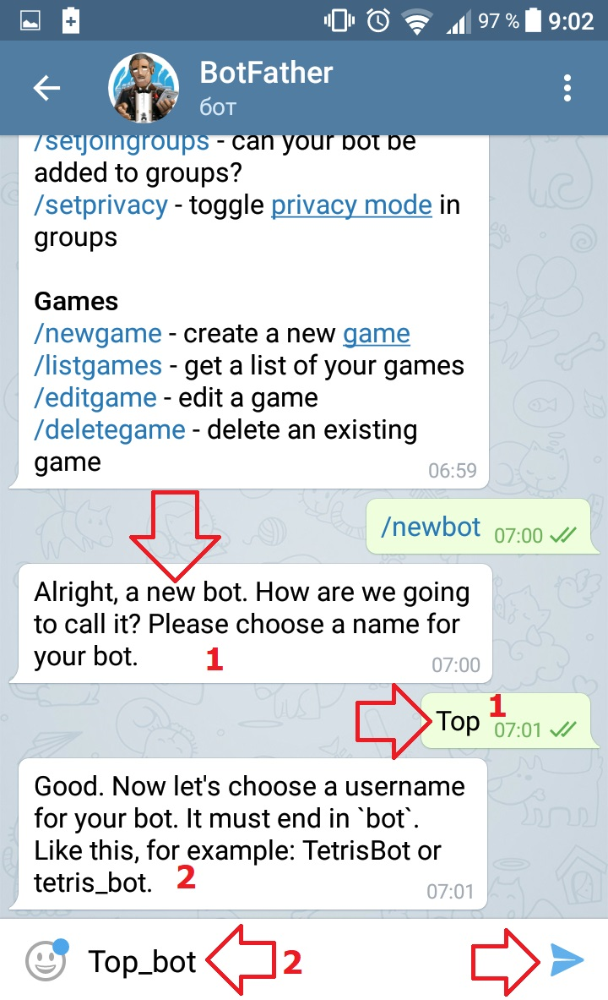 97 % 9:02
BotFather
бот
/setjoingroups - can your bot be
added to groups?
/setprivacy - toggle privacy mode in
groups
Games
/newgame - create a new game
/listgames - get a list of your games
/editgame - edit a game
/deletegame - delete an existing
game
06:59
/newbot 07:00
Alright, a new bot. How are we going
to call it? Please choose a name for
your bot. 1
07:00
Top 1
07:01
Good. Now let's choose a username
for your bot. It must end in `bot`.
Like this, for example: TetrisBot or
tetris_bot. 2
07:01
Top_bot 2